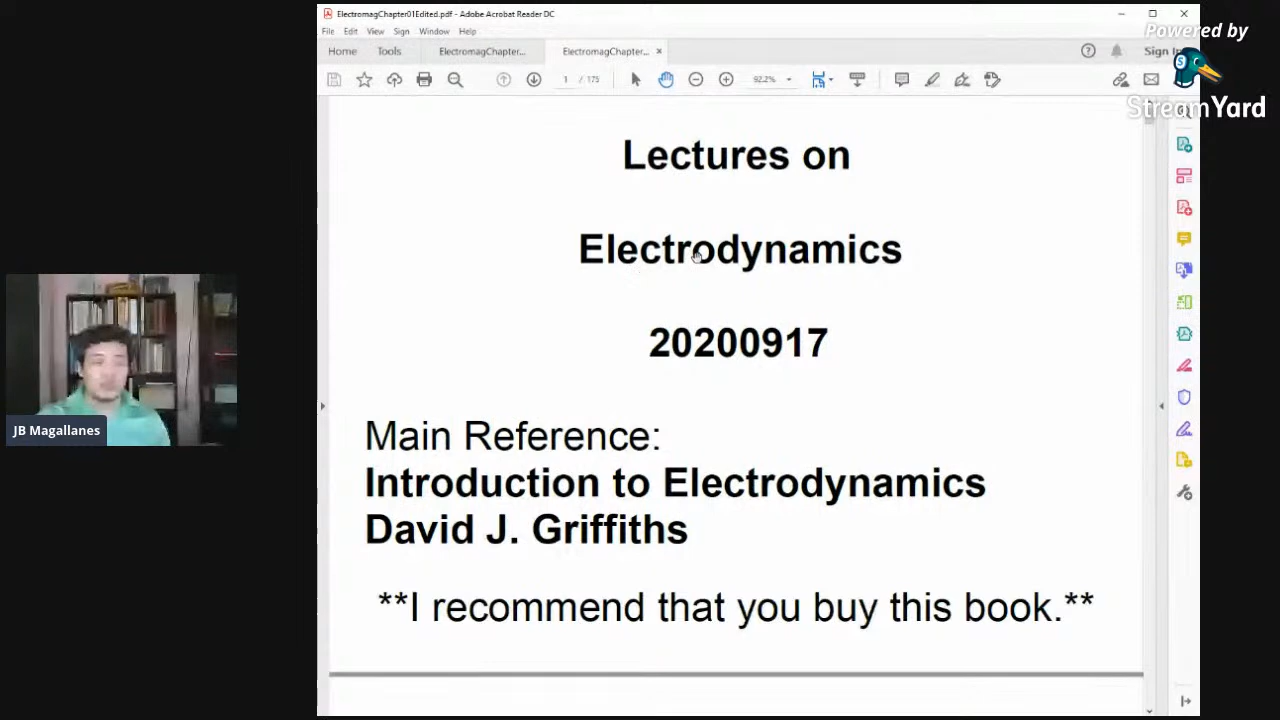 ElectromagChapter01Edited.pdf - Adobe Acrobat Reader DC
File Edit View Sign Window Help
Home Tools ElectromagChapter... ElectromagChapter... × Sign In
1 / 175 92.2%
Powered by
StreamYard
Lectures on
Electrodynamics
20200917
Main Reference:
Introduction to Electrodynamics
David J. Griffiths
**I recommend that you buy this book.**
JB Magallanes